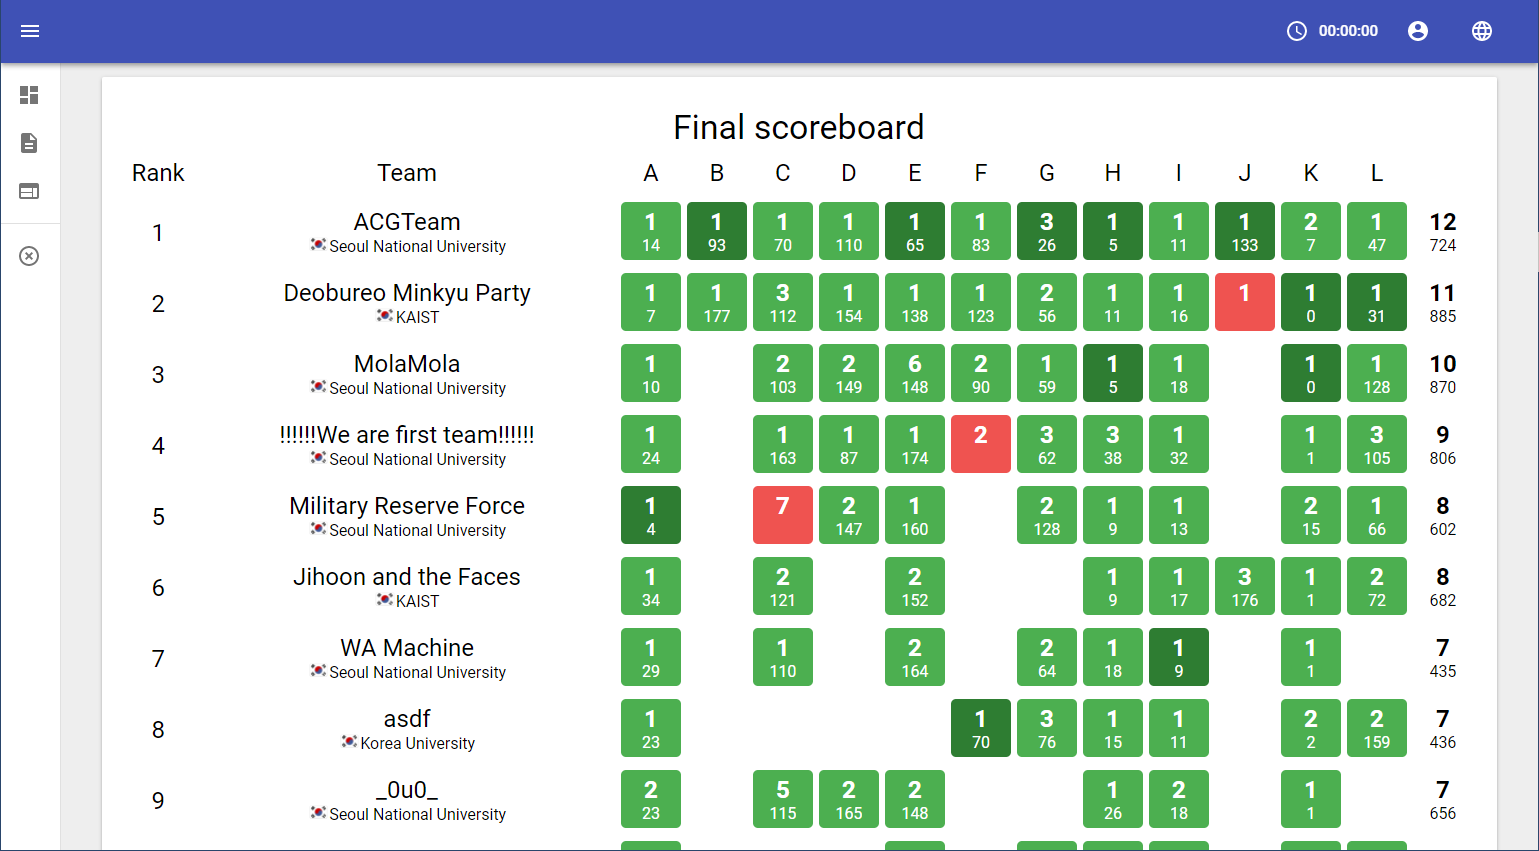 00:00:00
Final scoreboard
Rank Team A B C D E F G H I J K L
1 ACGTeam 1 1 1 1 1 1 3 1 1 1 2 1 12
Seoul National University 14 93 70 110 65 83 26 5 11 133 7 47 724
2 Deobureo Minkyu Party 1 1 3 1 1 1 2 1 1 1 1 1 11
KAIST 7 177 112 154 138 123 56 11 16 0 31 885
3 MolaMola 1 2 2 6 2 1 1 1 1 1 10
Seoul National University 10 103 149 148 90 59 5 18 0 128 870
4 !!!!!!We are first team!!!!!! 1 1 1 1 2 3 3 1 1 3 9
Seoul National University 24 163 87 174 62 38 32 1 105 806
5 Military Reserve Force 1 7 2 1 2 1 1 2 1 8
Seoul National University 4 147 160 128 9 13 15 66 602
6 Jihoon and the Faces 1 2 2 1 1 3 1 2 8
KAIST 34 121 152 9 17 176 1 72 682
7 WA Machine 1 1 2 2 1 1 1 7
Seoul National University 29 110 164 64 18 9 1 435
8 asdf 1 1 3 1 1 2 2 7
Korea University 23 70 76 15 11 2 159 436
9 _0u0_ 2 5 2 2 1 2 1 7
Seoul National University 23 115 165 148 26 18 1 656